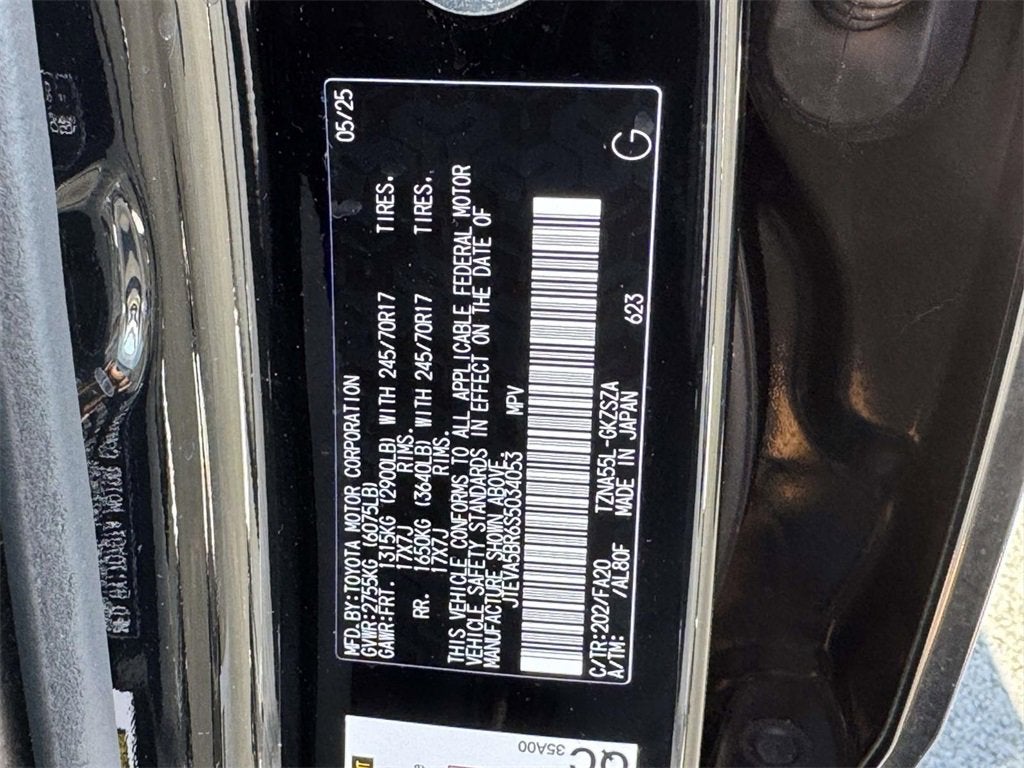 MFD.BY:TOYOTA MOTOR CORPORATION 05/25
GVWR:2755KG (6075LB)
GAWR:FRT. 1315KG (2900LB) WITH 245/70R17 TIRES.
17X7J RIMS.
RR. 1650KG (3640LB) WITH 245/70R17 TIRES.
17X7J RIMS.
THIS VEHICLE CONFORMS TO ALL APPLICABLE FEDERAL MOTOR
VEHICLE SAFETY STANDARDS IN EFFECT ON THE DATE OF
MANUFACTURE SHOWN ABOVE.
JTEVA5BR6S5034053 MPV
C/TR:202/FA20 TZNA55L-GKZSZA 623
A/TM: /AL80F MADE IN JAPAN
G
QC
35A00